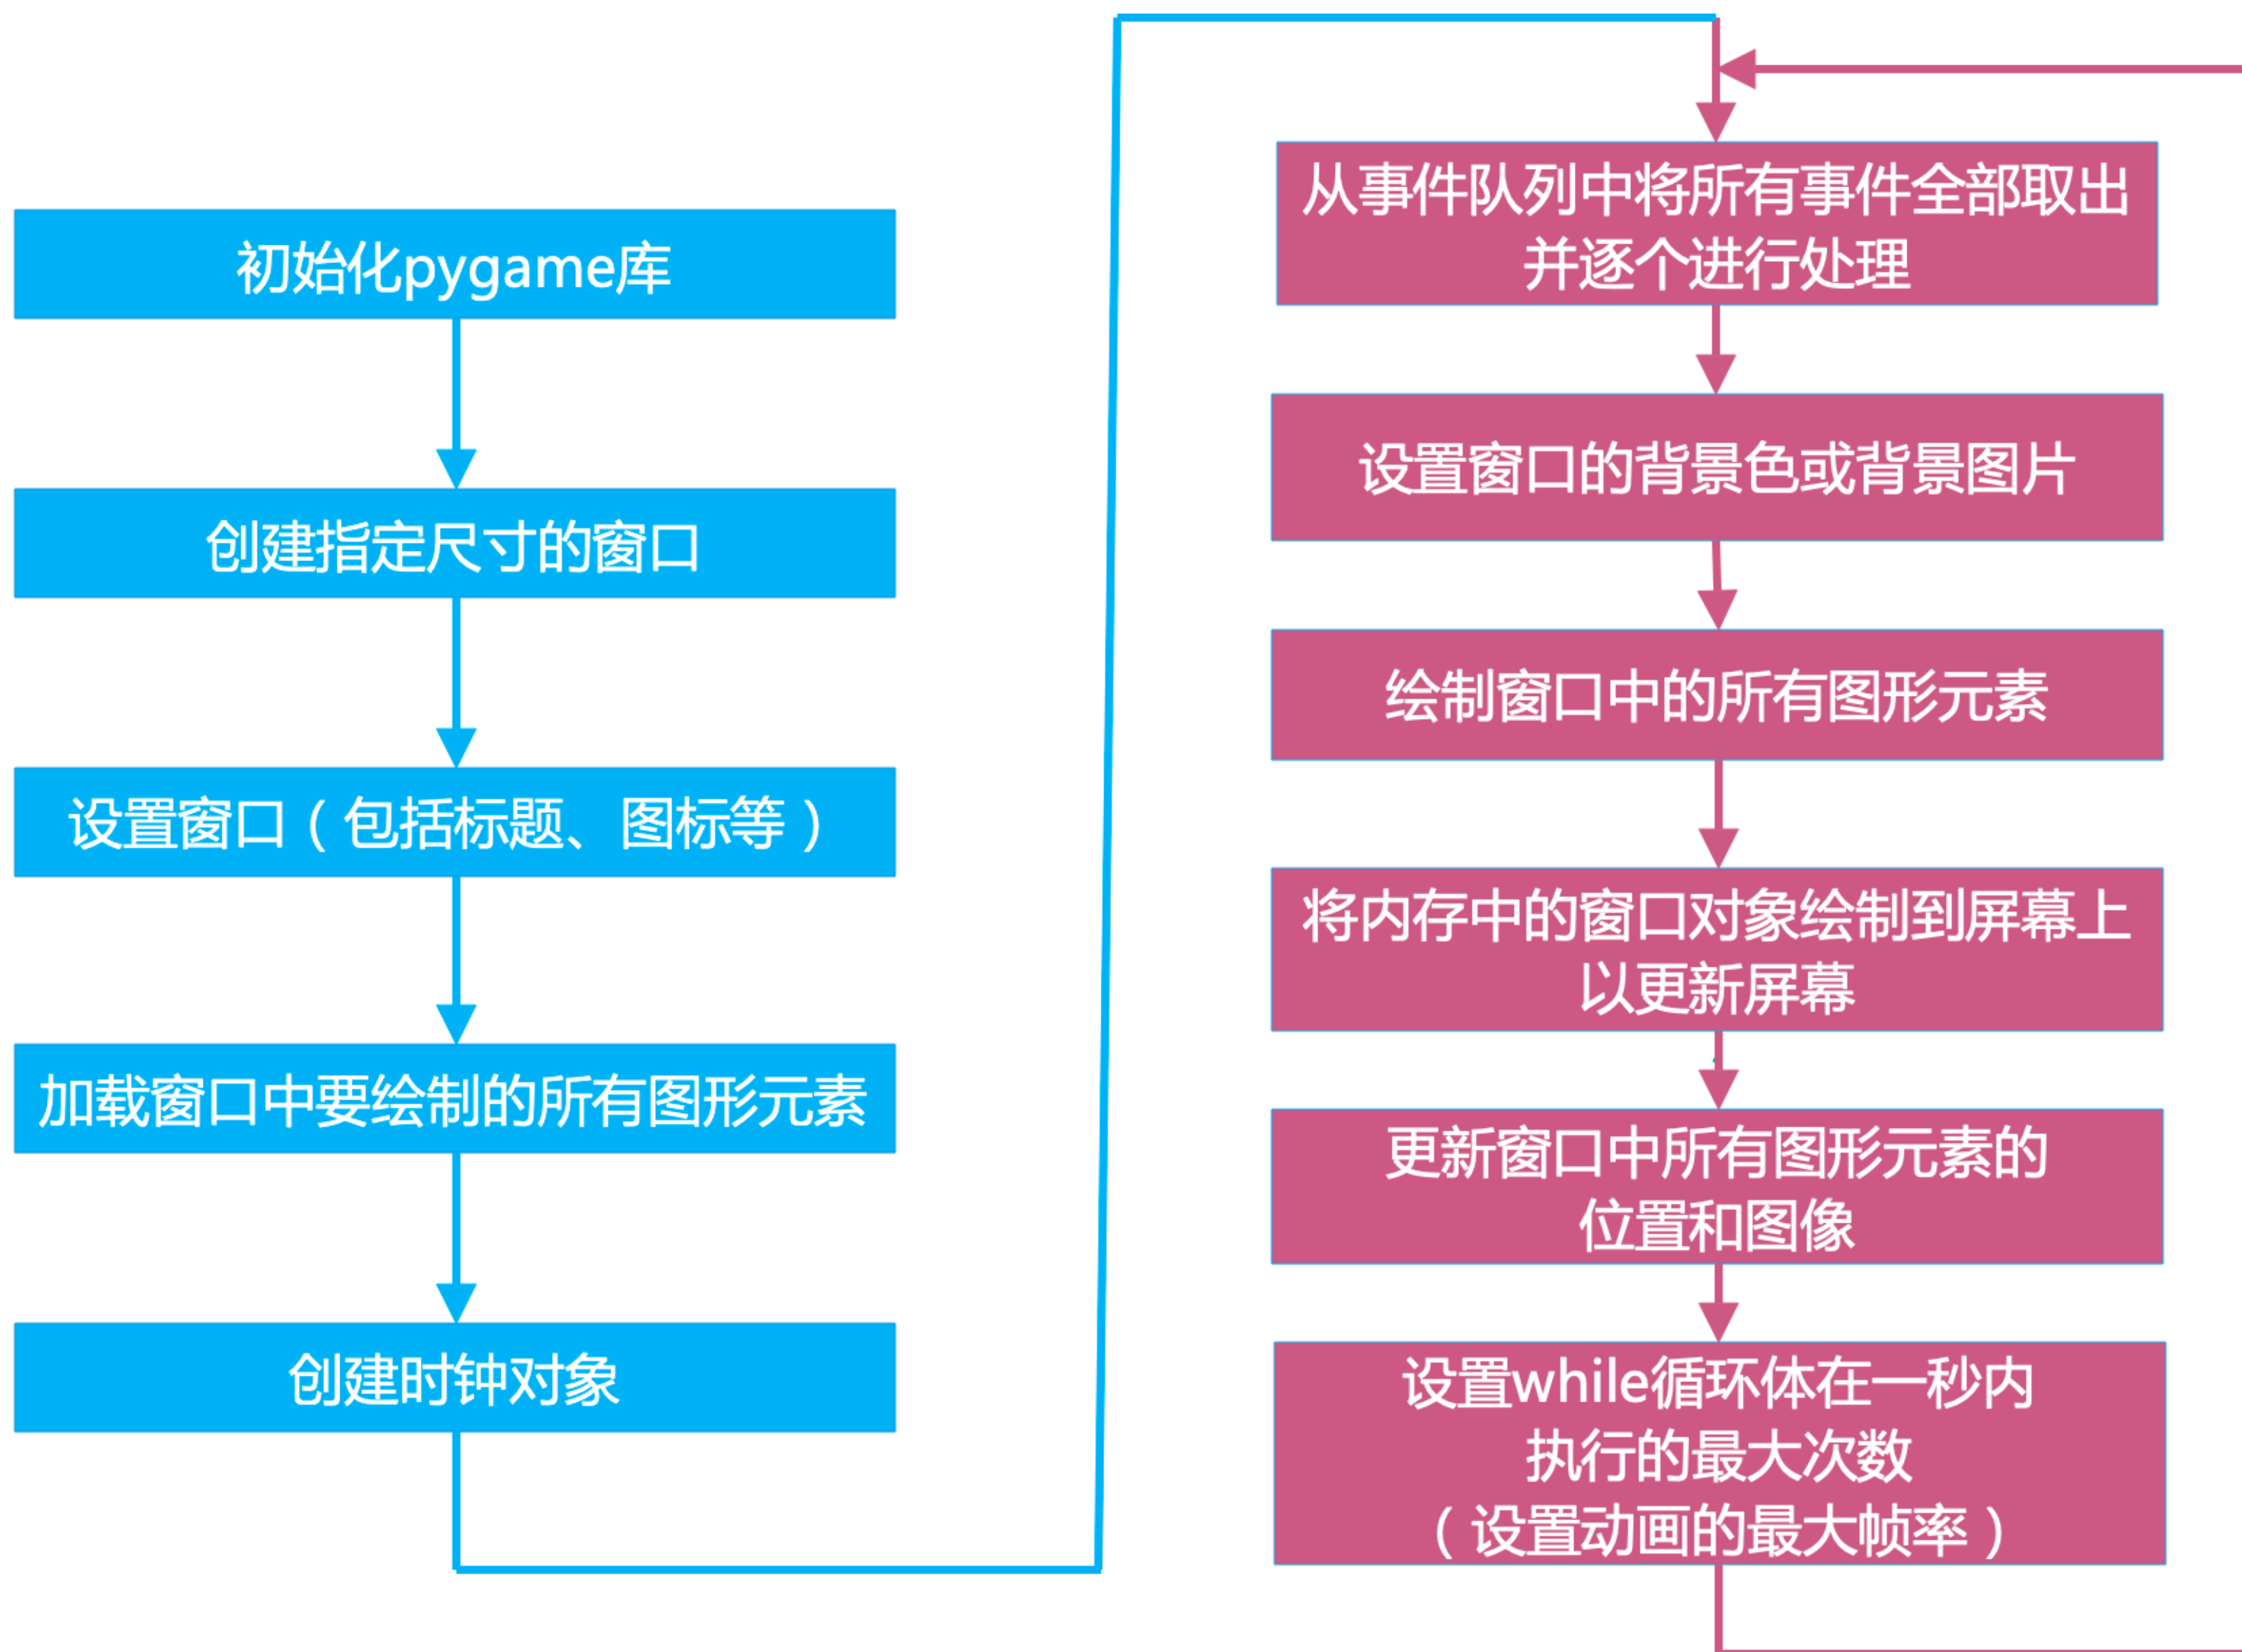 初始化pygame库
创建指定尺寸的窗口
设置窗口（包括标题、图标等）
加载窗口中要绘制的所有图形元素
创建时钟对象
从事件队列中将所有事件全部取出
并逐个进行处理
设置窗口的背景色或背景图片
绘制窗口中的所有图形元素
将内存中的窗口对象绘制到屏幕上
以更新屏幕
更新窗口中所有图形元素的
位置和图像
设置while循环体在一秒内
执行的最大次数
（设置动画的最大帧率）